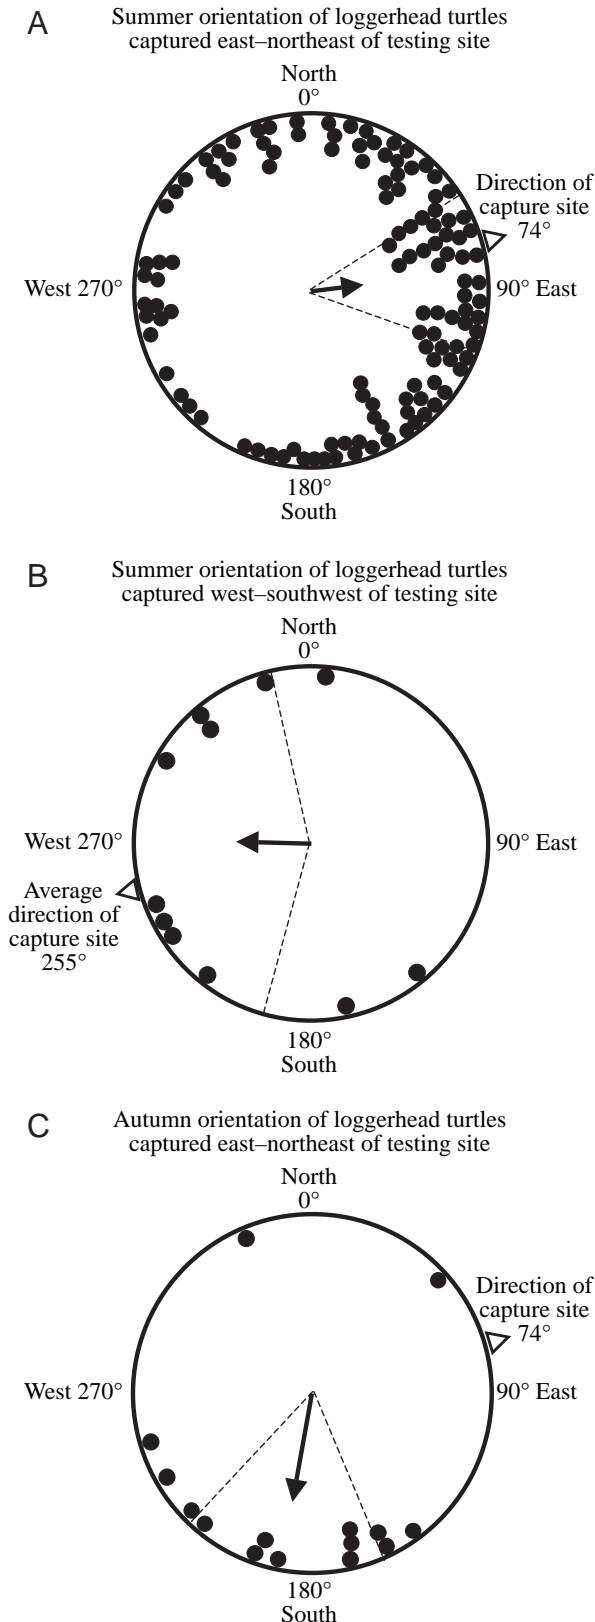 A
Summer orientation of loggerhead turtles
captured east–northeast of testing site
North
0°
Direction of
capture site
74°
West 270°
90° East
180°
South
B
Summer orientation of loggerhead turtles
captured west–southwest of testing site
North
0°
West 270°
90° East
Average
direction of
capture site
255°
180°
South
C
Autumn orientation of loggerhead turtles
captured east–northeast of testing site
North
0°
Direction of
capture site
74°
West 270°
90° East
180°
South